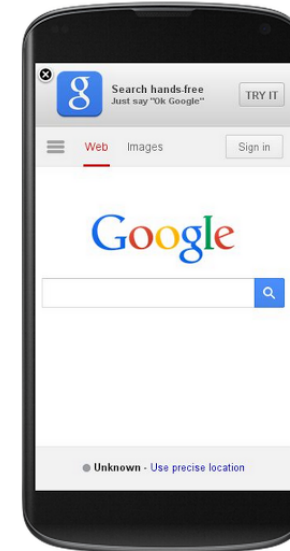 g
Search hands-free
Just say "Ok Google"
TRY IT
Web Images Sign in
Google
Unknown - Use precise location